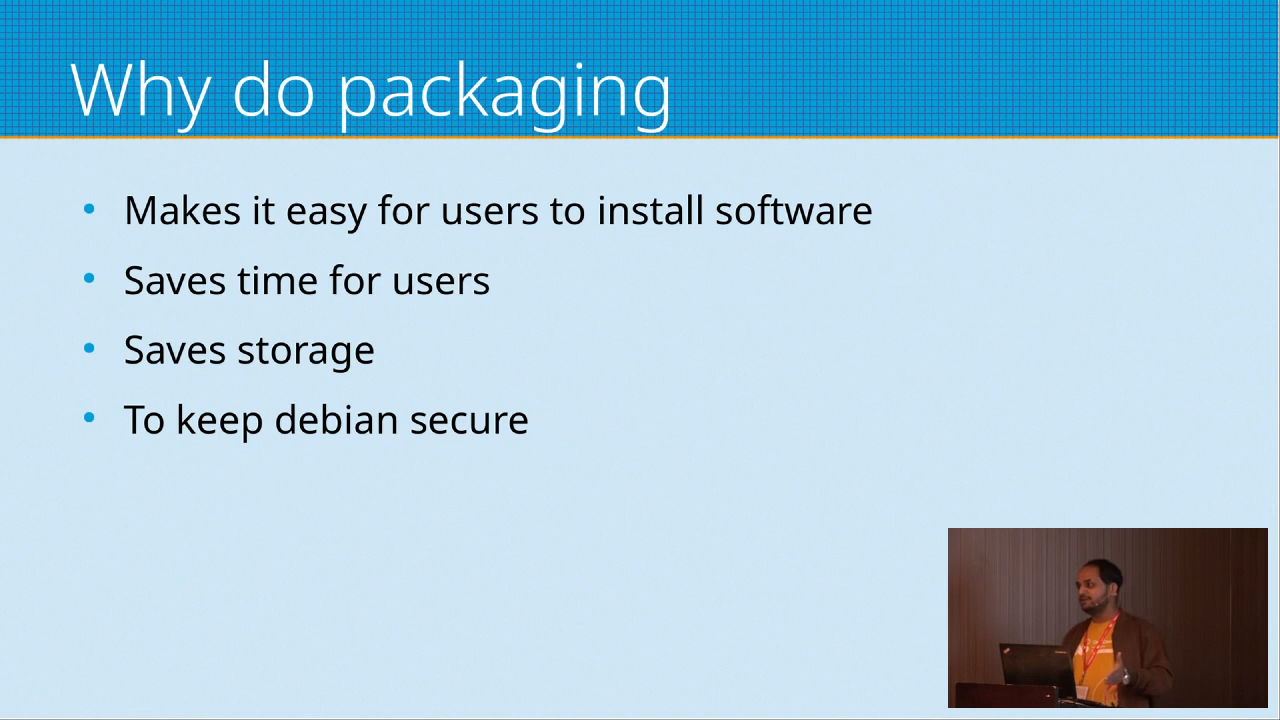 Why do packaging
Makes it easy for users to install software
Saves time for users
Saves storage
To keep debian secure